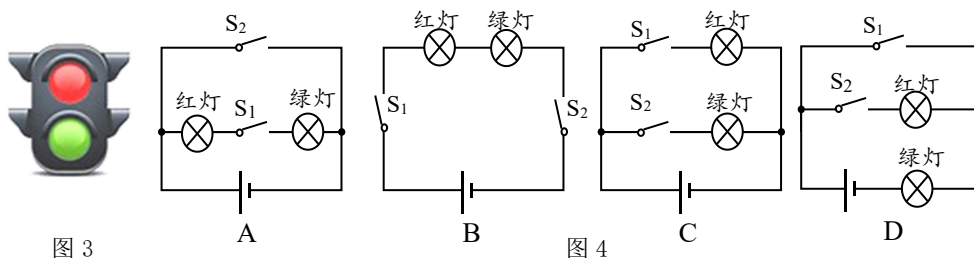 S2
红灯 S1 绿灯
A
红灯 绿灯
S1 S2
B
S1 红灯
S2 绿灯
C
S1
S2 红灯
绿灯
D
图 3 图 4